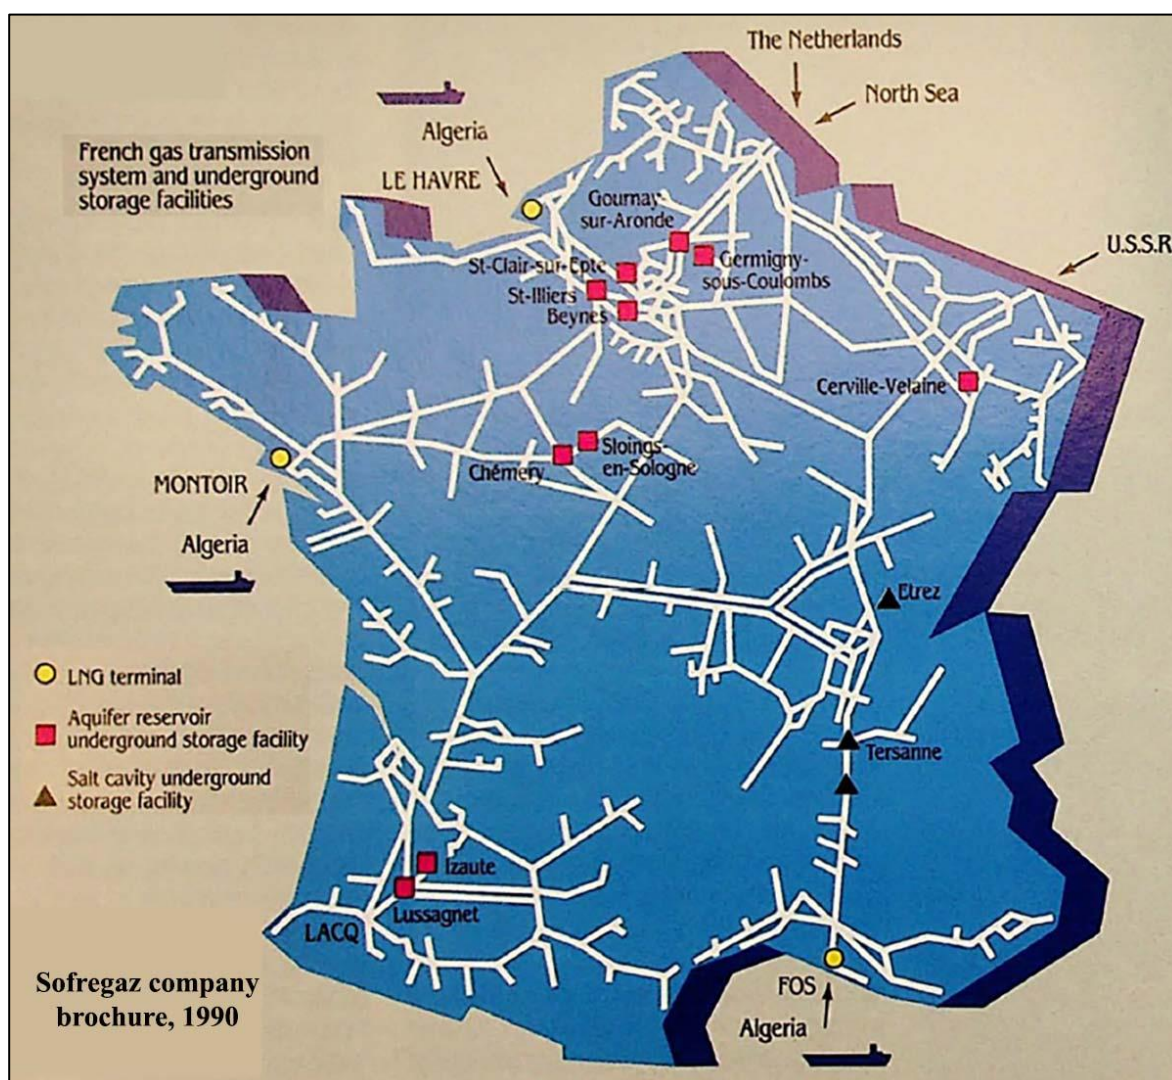 The Netherlands
North Sea
Algeria
French gas transmission
system and underground
storage facilities
LE HAVRE
Gournay-
sur-Aronde
U.S.S.R
St-Clair-sur-Epte
Germigny-
sous-Coulombs
St-Illiers
Beynes
Cerville-Velaine
Sloings-
en-Sologne
Chémery
MONTOIR
Algeria
Etrez
LNG terminal
Aquifer reservoir
underground storage facility
Tersanne
Salt cavity underground
storage facility
Izaute
Lussagnet
LACQ
Sofregaz company
brochure, 1990
FOS
Algeria